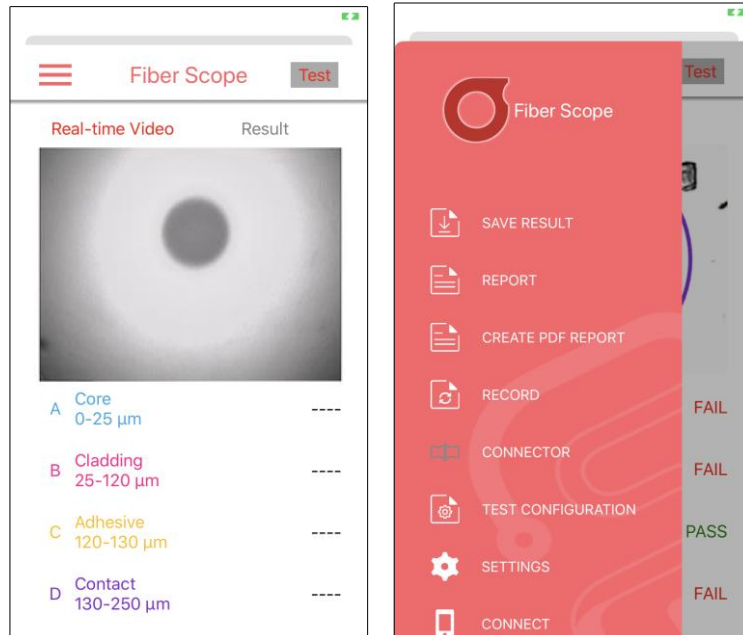 Fiber Scope
Test
Real-time Video
Result
A
Core
0-25 µm
----
B
Cladding
25-120 µm
----
C
Adhesive
120-130 µm
----
D
Contact
130-250 µm
----
Fiber Scope
Test
SAVE RESULT
REPORT
CREATE PDF REPORT
RECORD
CONNECTOR
TEST CONFIGURATION
SETTINGS
CONNECT
FAIL
FAIL
PASS
FAIL